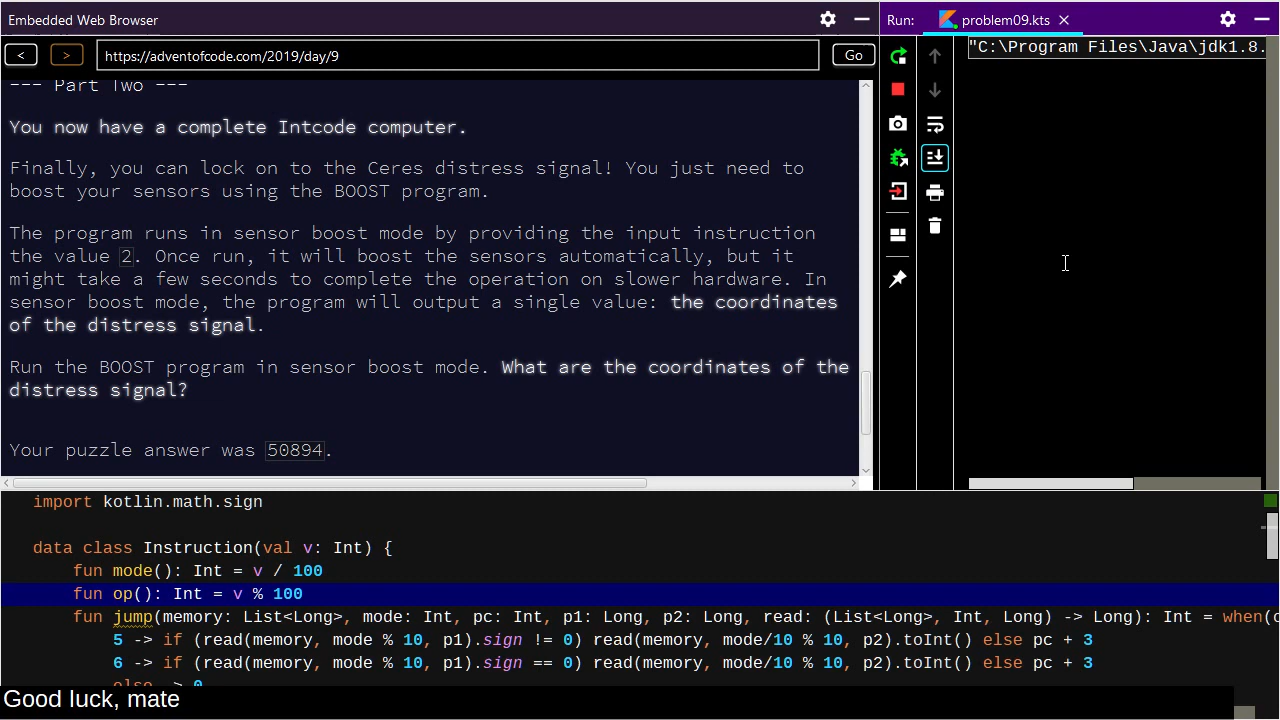 Embedded Web Browser
Run: problem09.kts
< > https://adventofcode.com/2019/day/9 Go
"C:\Program Files\Java\jdk1.8.
--- Part Two ---
You now have a complete Intcode computer.
Finally, you can lock on to the Ceres distress signal! You just need to
boost your sensors using the BOOST program.
The program runs in sensor boost mode by providing the input instruction
the value 2. Once run, it will boost the sensors automatically, but it
might take a few seconds to complete the operation on slower hardware. In
sensor boost mode, the program will output a single value: the coordinates
of the distress signal.
Run the BOOST program in sensor boost mode. What are the coordinates of the
distress signal?
Your puzzle answer was 50894.
import kotlin.math.sign
data class Instruction(val v: Int) {
fun mode(): Int = v / 100
fun op(): Int = v % 100
fun jump(memory: List<Long>, mode: Int, pc: Int, p1: Long, p2: Long, read: (List<Long>, Int, Long) -> Long): Int = when(
5 -> if (read(memory, mode % 10, p1).sign != 0) read(memory, mode/10 % 10, p2).toInt() else pc + 3
6 -> if (read(memory, mode % 10, p1).sign == 0) read(memory, mode/10 % 10, p2).toInt() else pc + 3
else -> 0
Good luck, mate